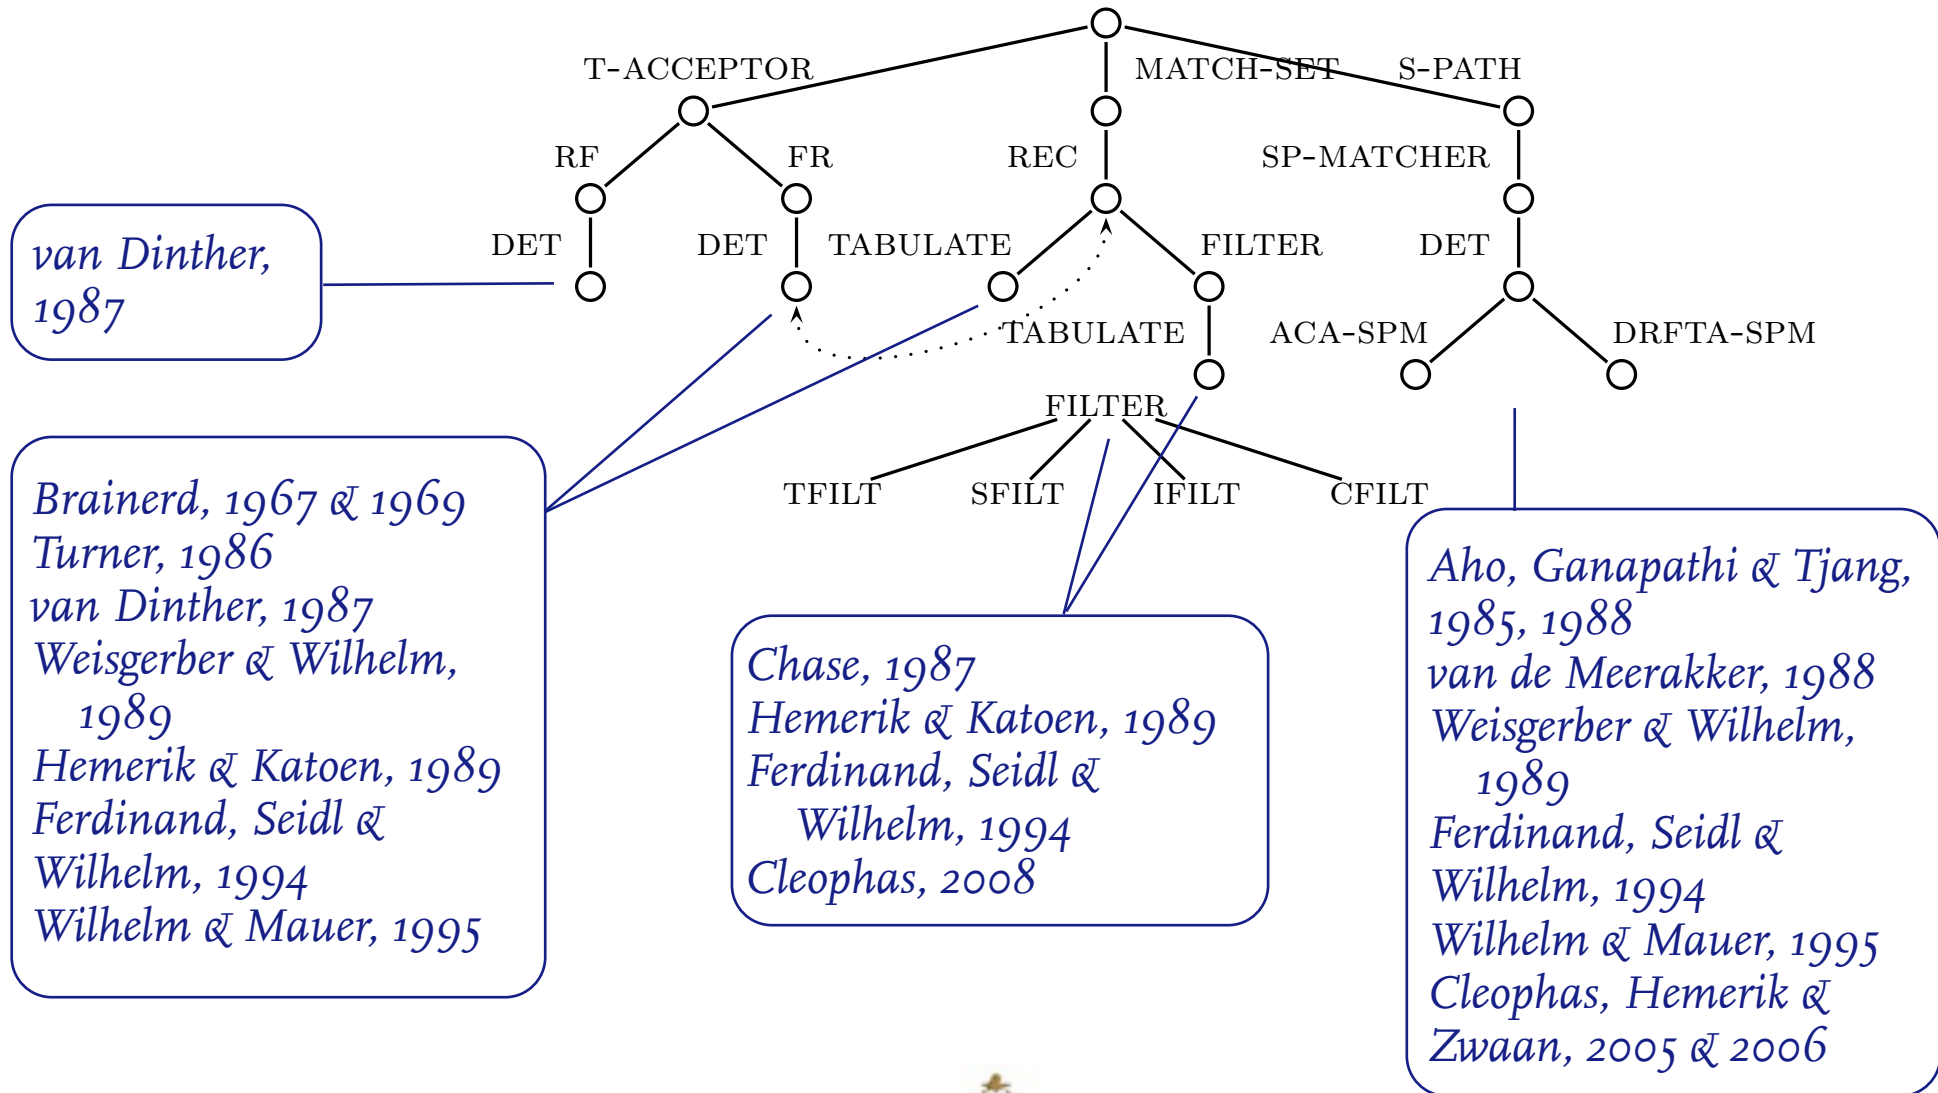 T-ACCEPTOR MATCH-SET S-PATH
RF FR REC SP-MATCHER
DET DET TABULATE FILTER DET
TABULATE ACA-SPM DRFTA-SPM
FILTER
TFILT SFILT IFILT CFILT
van Dinther,
1987
Brainerd, 1967 & 1969
Turner, 1986
van Dinther, 1987
Weisgerber & Wilhelm,
1989
Hemerik & Katoen, 1989
Ferdinand, Seidl &
Wilhelm, 1994
Wilhelm & Mauer, 1995
Chase, 1987
Hemerik & Katoen, 1989
Ferdinand, Seidl &
Wilhelm, 1994
Cleophas, 2008
Aho, Ganapathi & Tjang,
1985, 1988
van de Meerakker, 1988
Weisgerber & Wilhelm,
1989
Ferdinand, Seidl &
Wilhelm, 1994
Wilhelm & Mauer, 1995
Cleophas, Hemerik &
Zwaan, 2005 & 2006